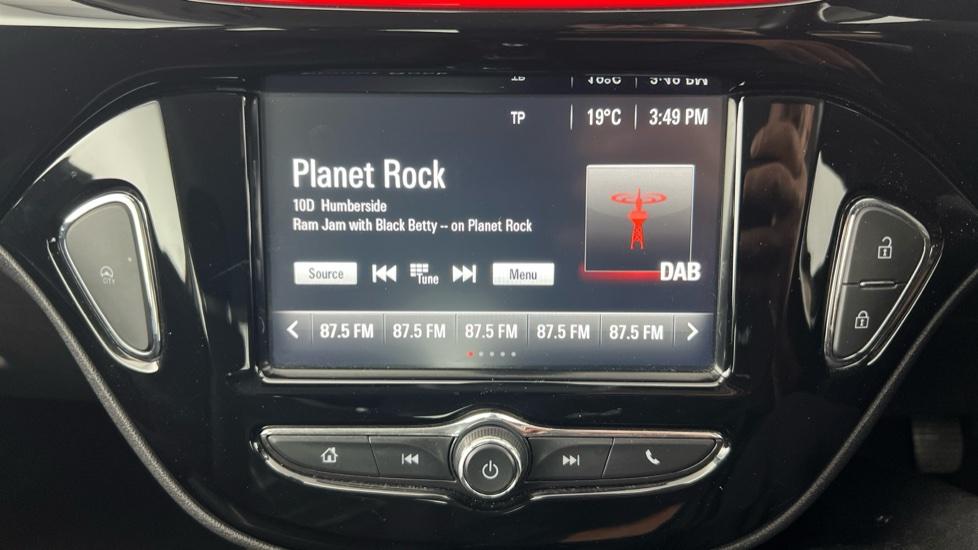 TP 19°C 3:49 PM
Planet Rock
10D Humberside
Ram Jam with Black Betty -- on Planet Rock
DAB
Source Tune Menu
87.5 FM 87.5 FM 87.5 FM 87.5 FM 87.5 FM
CITY